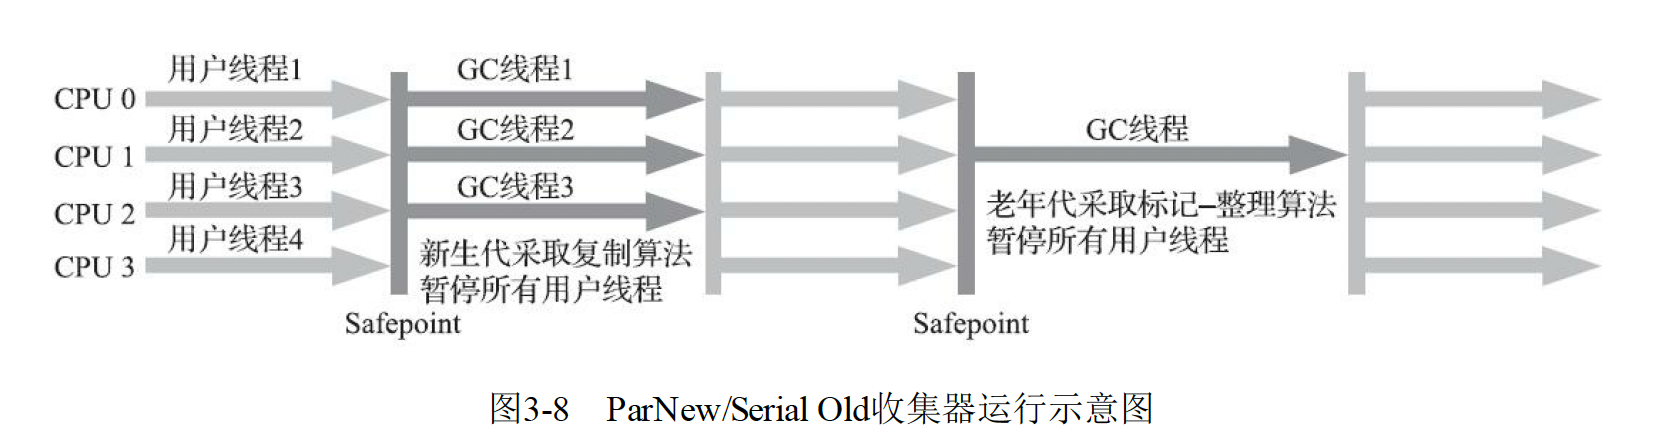 用户线程1
GC线程1
CPU 0
用户线程2
GC线程2
GC线程
CPU 1
用户线程3
GC线程3
CPU 2
老年代采取标记–整理算法
暂停所有用户线程
用户线程4
CPU 3
新生代采取复制算法
暂停所有用户线程
Safepoint
Safepoint
图3-8 ParNew/Serial Old收集器运行示意图